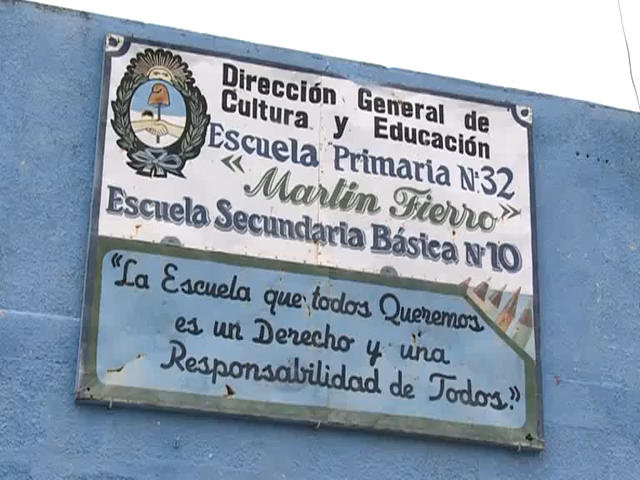 Dirección General de
Cultura y Educación
Escuela Primaria Nº32
«Martin Fierro»
Escuela Secundaria Básica Nº10
"La Escuela que todos Queremos
es un Derecho y una
Responsabilidad de Todos."